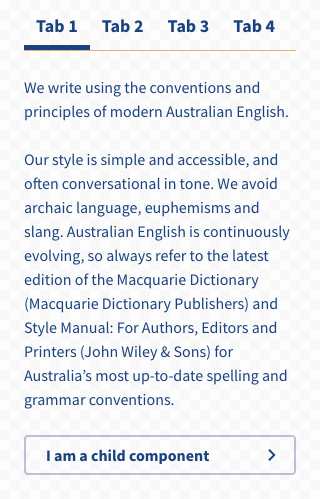 Tab 1 Tab 2 Tab 3 Tab 4
We write using the conventions and
principles of modern Australian English.
Our style is simple and accessible, and
often conversational in tone. We avoid
archaic language, euphemisms and
slang. Australian English is continuously
evolving, so always refer to the latest
edition of the Macquarie Dictionary
(Macquarie Dictionary Publishers) and
Style Manual: For Authors, Editors and
Printers (John Wiley & Sons) for
Australia’s most up-to-date spelling and
grammar conventions.
I am a child component